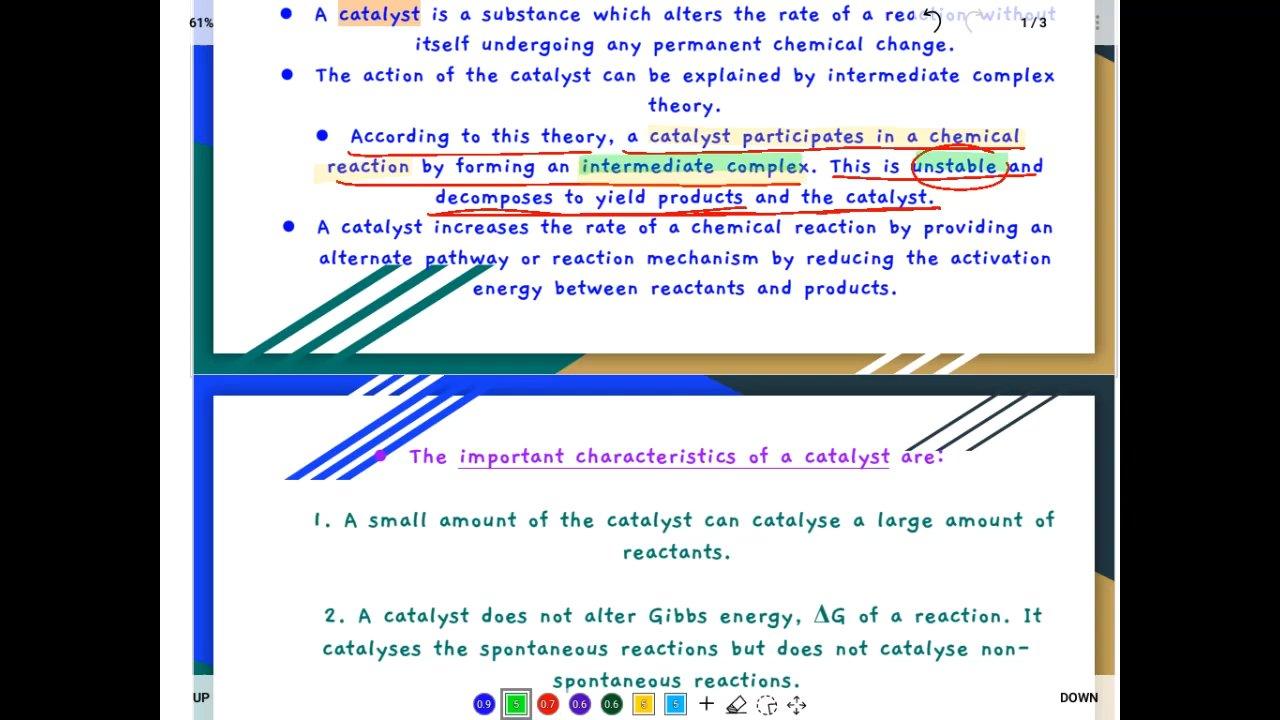 61%
1/3
● A catalyst is a substance which alters the rate of a reaction without
itself undergoing any permanent chemical change.
● The action of the catalyst can be explained by intermediate complex
theory.
● According to this theory, a catalyst participates in a chemical
reaction by forming an intermediate complex. This is unstable and
decomposes to yield products and the catalyst.
● A catalyst increases the rate of a chemical reaction by providing an
alternate pathway or reaction mechanism by reducing the activation
energy between reactants and products.
● The important characteristics of a catalyst are:
1. A small amount of the catalyst can catalyse a large amount of
reactants.
2. A catalyst does not alter Gibbs energy, ΔG of a reaction. It
catalyses the spontaneous reactions but does not catalyse non-
spontaneous reactions.
UP
0.9 5 0.7 0.6 0.6 6 5
DOWN